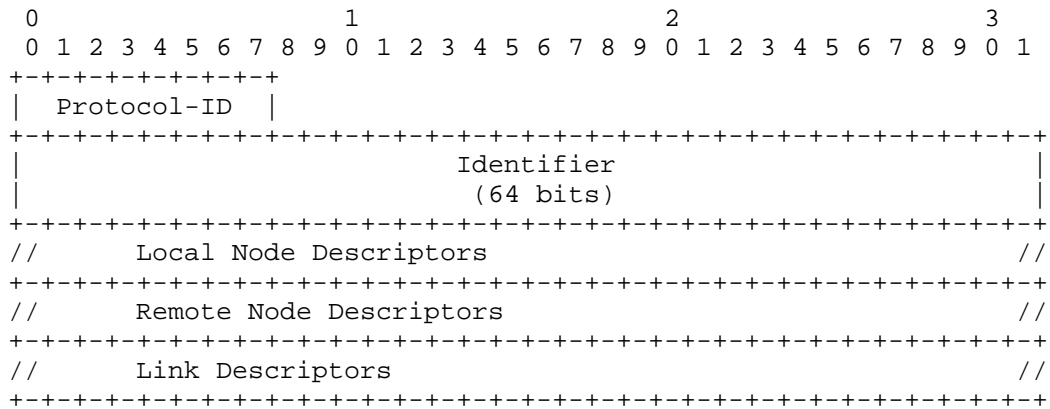 0                   1                   2                   3
 0 1 2 3 4 5 6 7 8 9 0 1 2 3 4 5 6 7 8 9 0 1 2 3 4 5 6 7 8 9 0 1
+-+-+-+-+-+-+-+-+
|  Protocol-ID  |
+-+-+-+-+-+-+-+-+-+-+-+-+-+-+-+-+-+-+-+-+-+-+-+-+-+-+-+-+-+-+-+-+
|                           Identifier                          |
|                            (64 bits)                          |
+-+-+-+-+-+-+-+-+-+-+-+-+-+-+-+-+-+-+-+-+-+-+-+-+-+-+-+-+-+-+-+-+
//      Local Node Descriptors                                 //
+-+-+-+-+-+-+-+-+-+-+-+-+-+-+-+-+-+-+-+-+-+-+-+-+-+-+-+-+-+-+-+-+
//      Remote Node Descriptors                                //
+-+-+-+-+-+-+-+-+-+-+-+-+-+-+-+-+-+-+-+-+-+-+-+-+-+-+-+-+-+-+-+-+
//      Link Descriptors                                       //
+-+-+-+-+-+-+-+-+-+-+-+-+-+-+-+-+-+-+-+-+-+-+-+-+-+-+-+-+-+-+-+-+